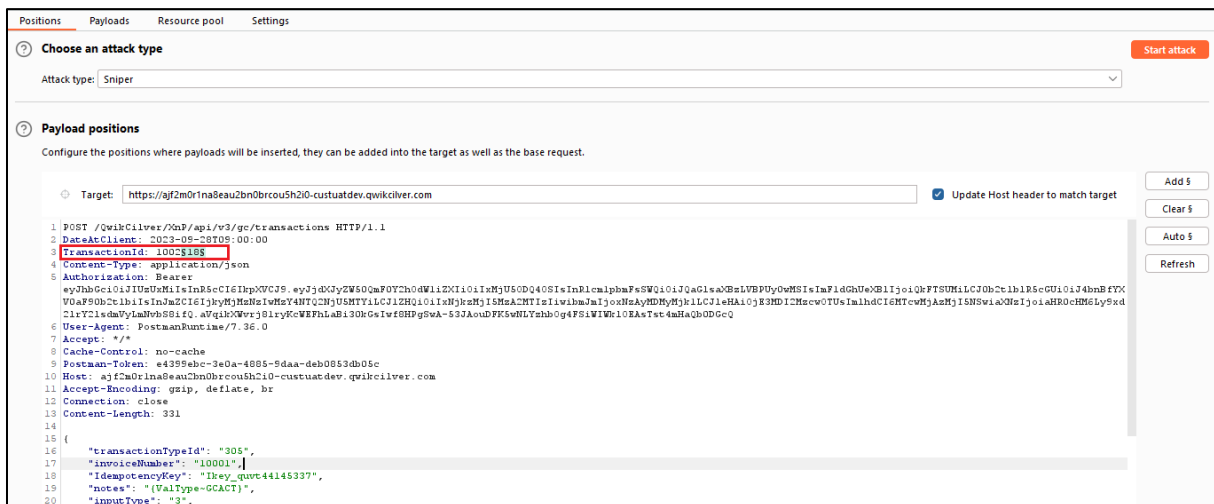 Positions Payloads Resource pool Settings
? Choose an attack type
Start attack
Attack type: Sniper
? Payload positions
Configure the positions where payloads will be inserted, they can be added into the target as well as the base request.
Target: https://ajf2m0r1na8eau2bn0brcou5h2i0-custuatdev.qwikcilver.com
Update Host header to match target
Add §
Clear §
Auto §
Refresh
1 POST /QwikCilver/XnP/api/v3/gc/transactions HTTP/1.1
2 DateAtClient: 2023-09-28T09:00:00
3 TransactionId: 1002§18§
4 Content-Type: application/json
5 Authorization: Bearer
6 User-Agent: PostmanRuntime/7.36.0
7 Accept: */*
8 Cache-Control: no-cache
9 Postman-Token: e4399ebc-3e0a-4885-9daa-deb0853db05c
10 Host: ajf2m0r1na8eau2bn0brcou5h2i0-custuatdev.qwikcilver.com
11 Accept-Encoding: gzip, deflate, br
12 Connection: close
13 Content-Length: 331
14
15 {
16 "transactionTypeId": "305",
17 "invoiceNumber": "10001",
18 "IdempotencyKey": "Ikey_quvt44145337",
19 "notes": "{ValType-GCACT}",
20 "inputType": "3",